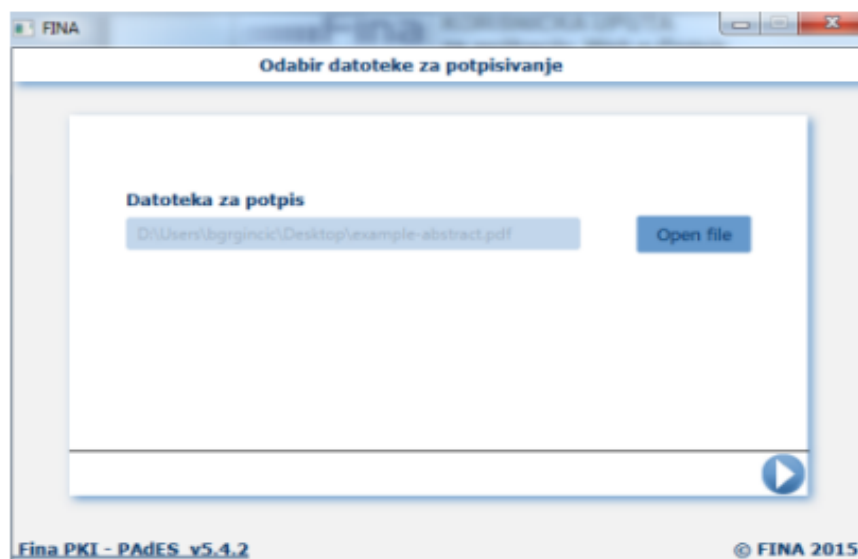 FINA
Odabir datoteke za potpisivanje
Datoteka za potpis
D:\Users\bgrgincic\Desktop\example-abstract.pdf
Open file
Fina PKI - PAdES v5.4.2
© FINA 2015